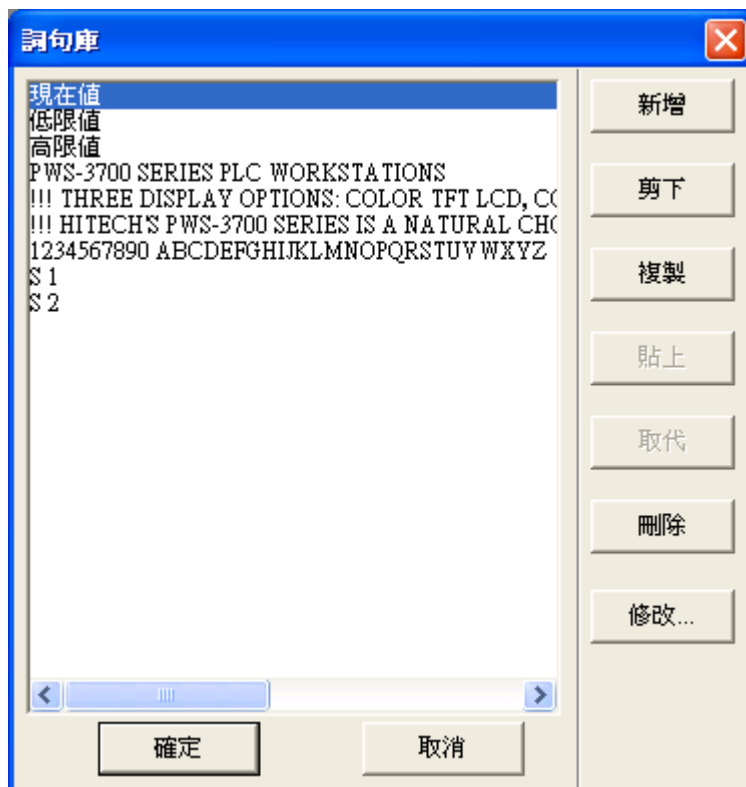 詞句庫
現在值
低限值
高限值
PWS-3700 SERIES PLC WORKSTATIONS
!!! THREE DISPLAY OPTIONS: COLOR TFT LCD, CO
!!! HITECH'S PWS-3700 SERIES IS A NATURAL CHO
1234567890 ABCDEFGHIJKLMNOPQRSTUVWXYZ
S 1
S 2
新增
剪下
複製
貼上
取代
刪除
修改...
確定
取消